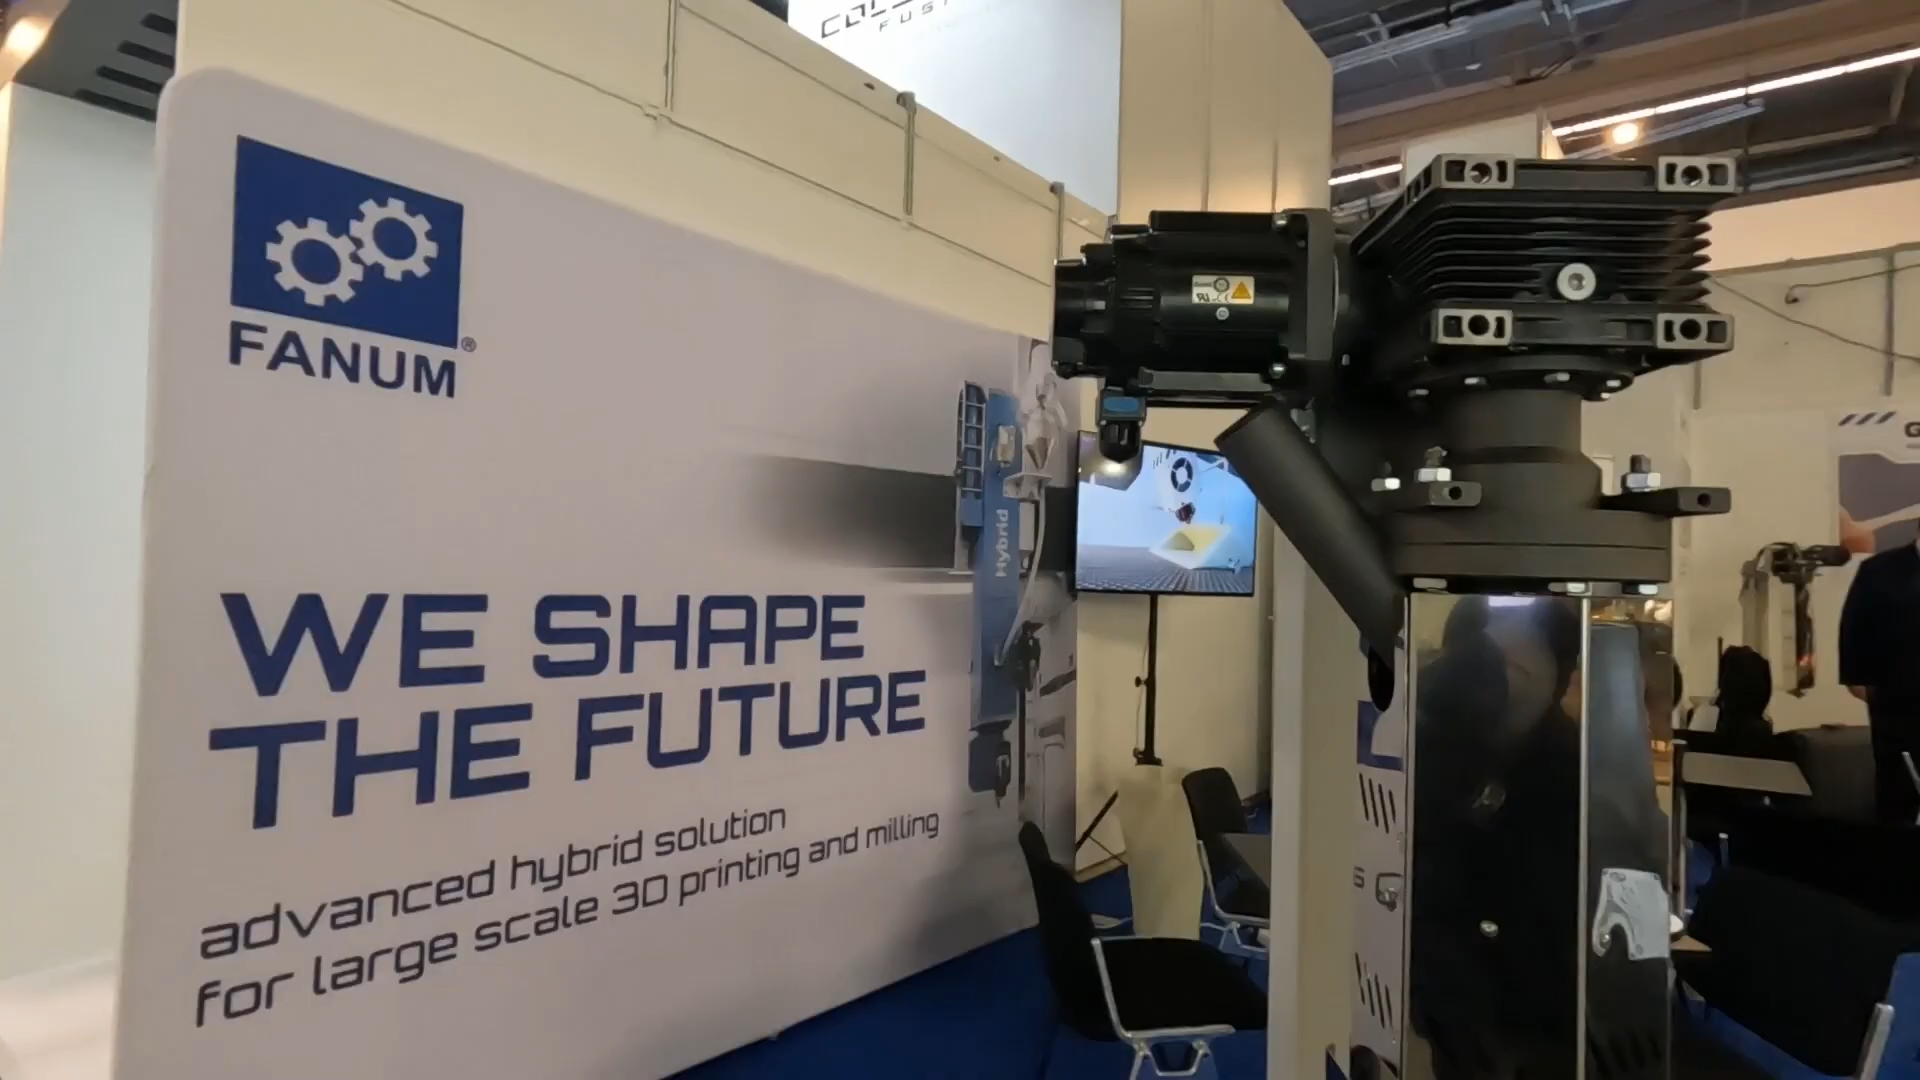 FANUM®
WE SHAPE
THE FUTURE
advanced hybrid solution
for large scale 3D printing and milling
Hybrid